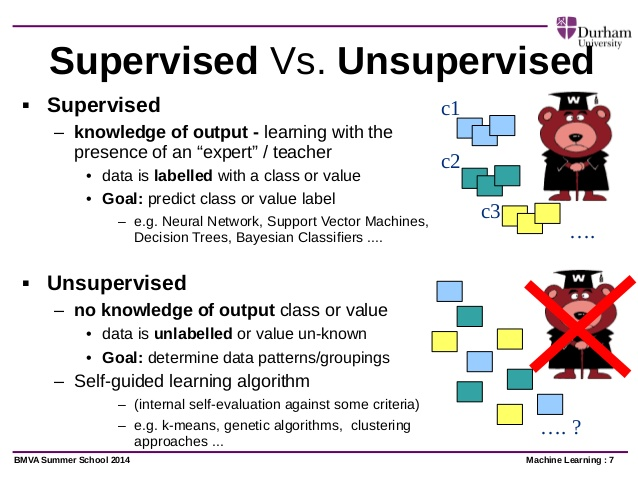 Durham
University
Supervised Vs. Unsupervised
▪ Supervised
– knowledge of output - learning with the
presence of an “expert” / teacher
• data is labelled with a class or value
• Goal: predict class or value label
– e.g. Neural Network, Support Vector Machines,
Decision Trees, Bayesian Classifiers ....
c1
W
c2
c3
....
▪ Unsupervised
– no knowledge of output class or value
• data is unlabelled or value un-known
• Goal: determine data patterns/groupings
– Self-guided learning algorithm
– (internal self-evaluation against some criteria)
– e.g. k-means, genetic algorithms,  clustering
approaches ...
W
.... ?
BMVA Summer School 2014
Machine Learning : 7